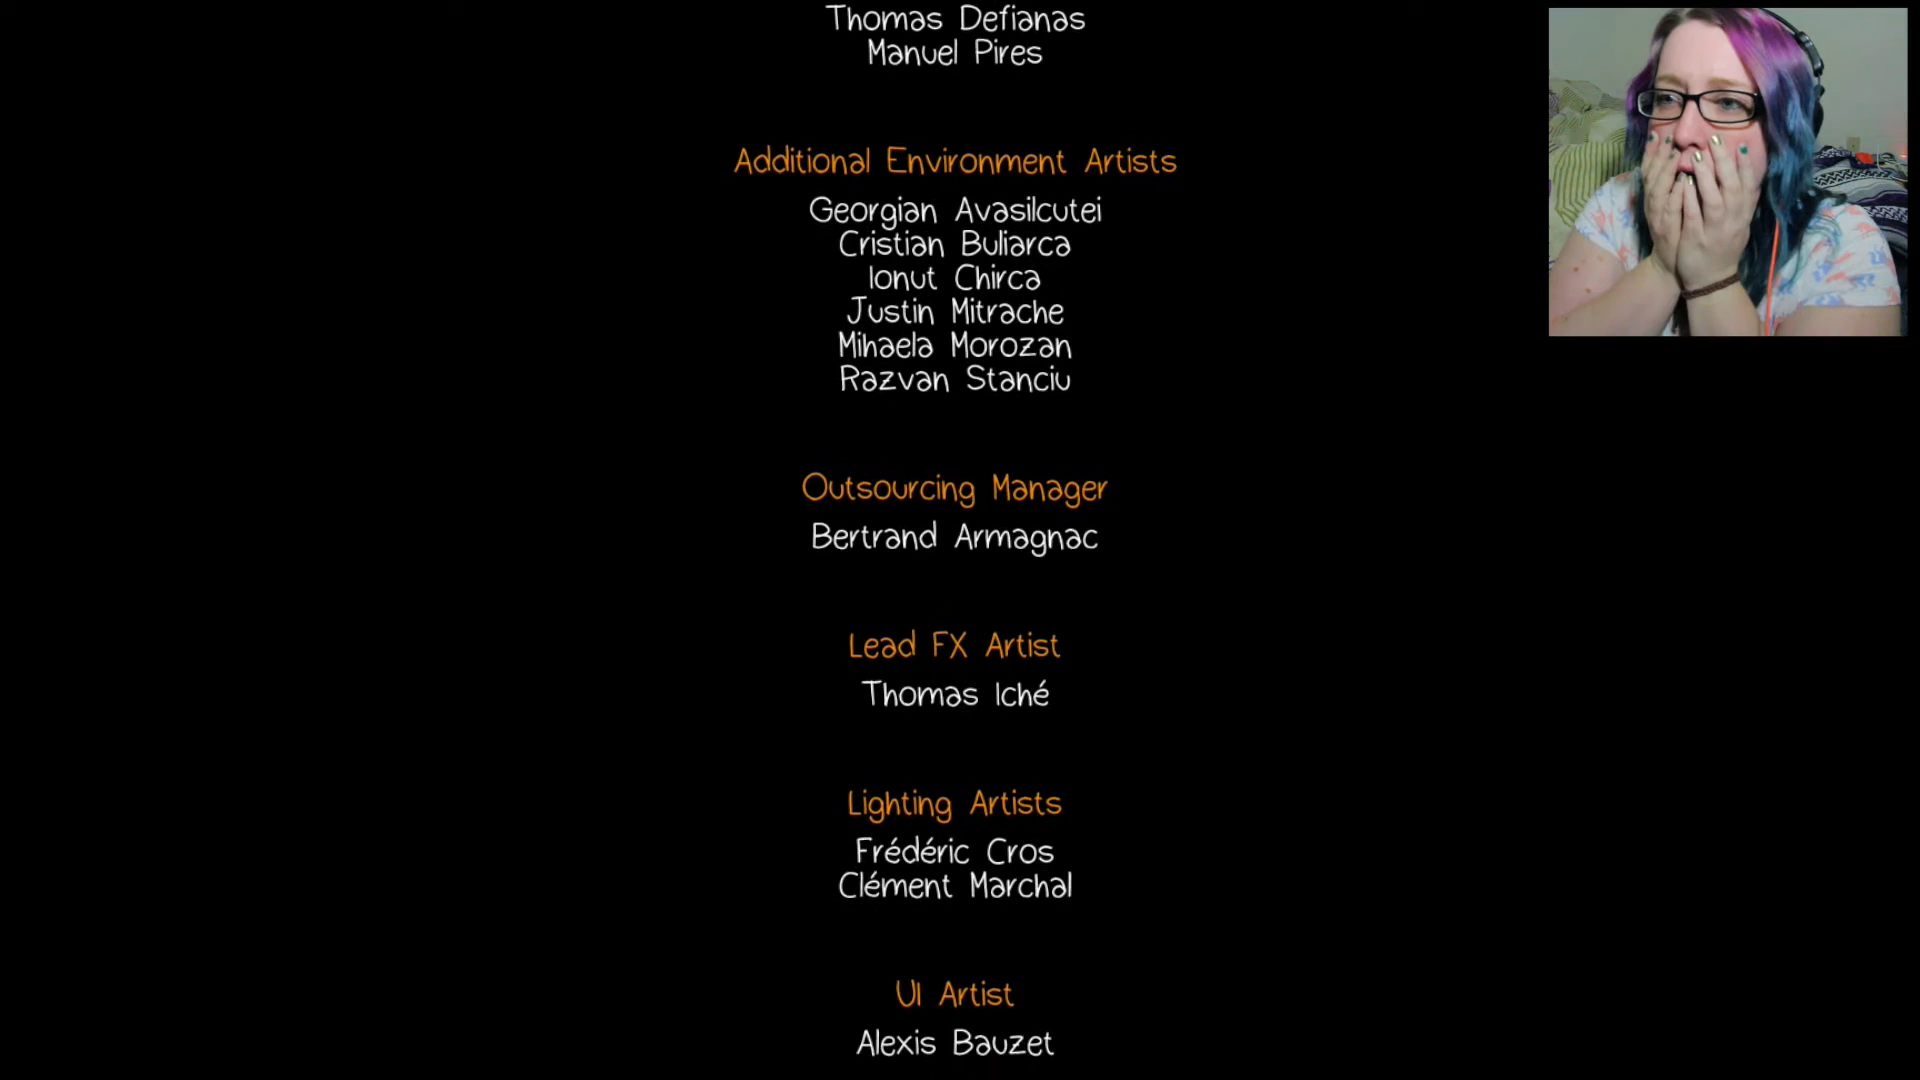 Thomas Defianas
Manuel Pires
Additional Environment Artists
Georgian Avasilcutei
Cristian Buliarca
Ionut Chirca
Justin Mitrache
Mihaela Morozan
Razvan Stanciu
Outsourcing Manager
Bertrand Armagnac
Lead FX Artist
Thomas Iché
Lighting Artists
Frédéric Cros
Clément Marchal
UI Artist
Alexis Bauzet